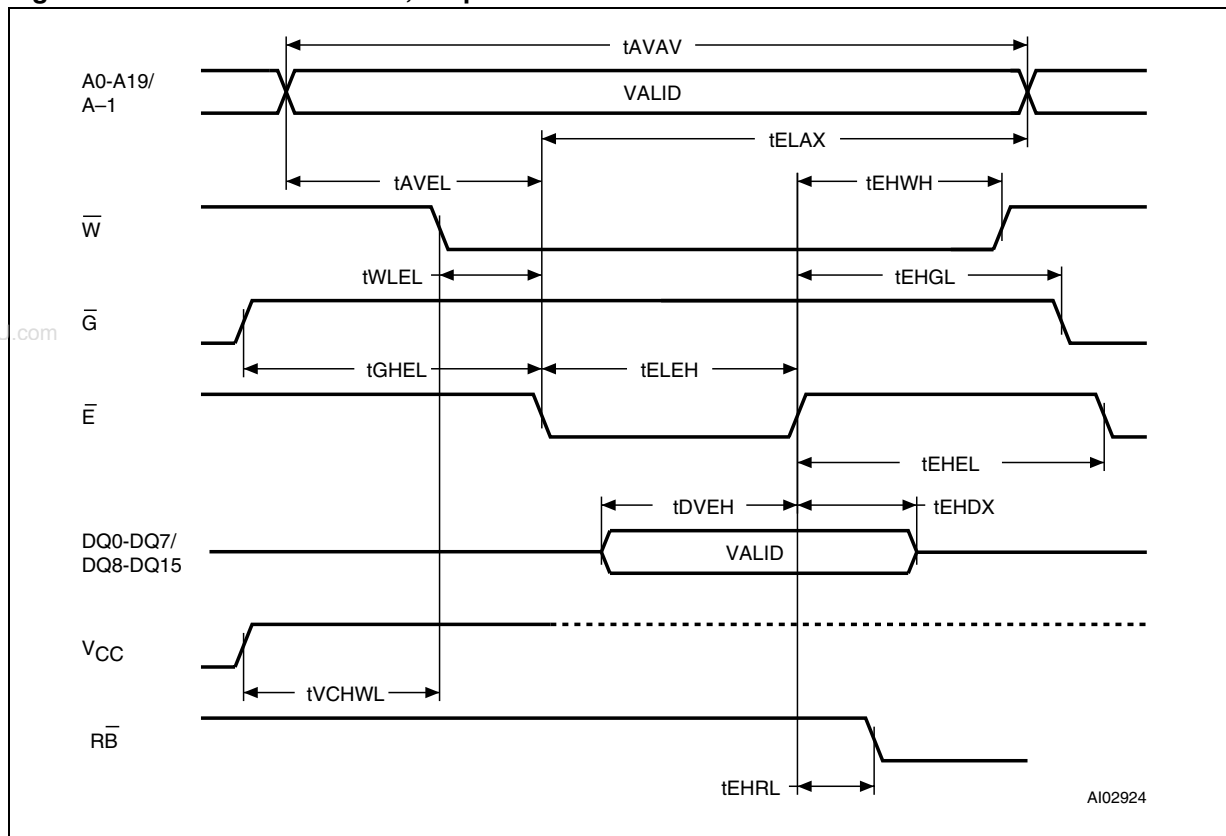 tAVAV
A0-A19/
A–1
VALID
tELAX
tAVEL
tEHWH
W̅
tWLEL
tEHGL
G̅
J.com
tGHEL
tELEH
E̅
tEHEL
tDVEH
tEHDX
DQ0-DQ7/
DQ8-DQ15
VALID
VCC
tVCHWL
RB̅
tEHRL
AI02924